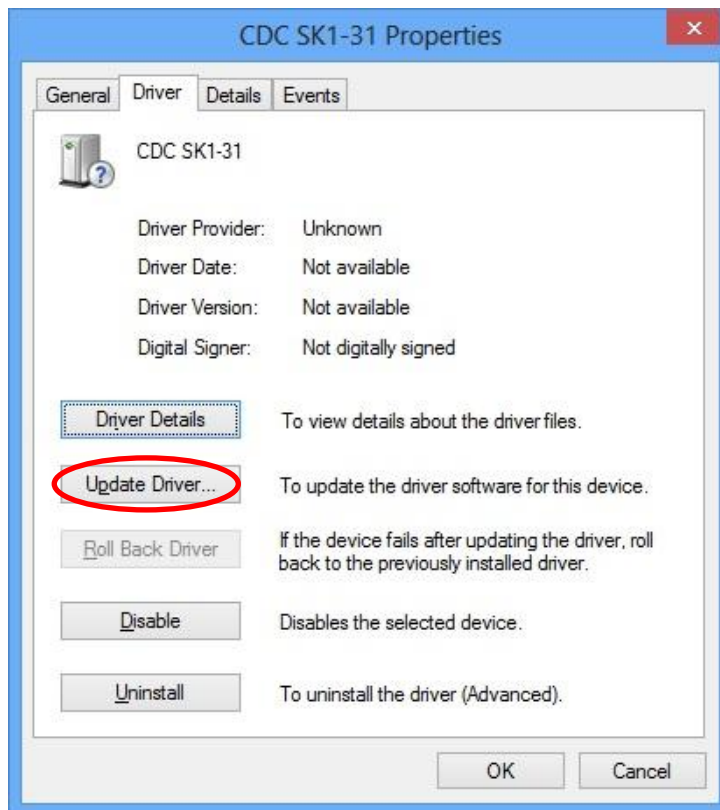 CDC SK1-31 Properties
General Driver Details Events
CDC SK1-31
Driver Provider: Unknown
Driver Date: Not available
Driver Version: Not available
Digital Signer: Not digitally signed
Driver Details To view details about the driver files.
Update Driver... To update the driver software for this device.
Roll Back Driver If the device fails after updating the driver, roll
back to the previously installed driver.
Disable Disables the selected device.
Uninstall To uninstall the driver (Advanced).
OK Cancel